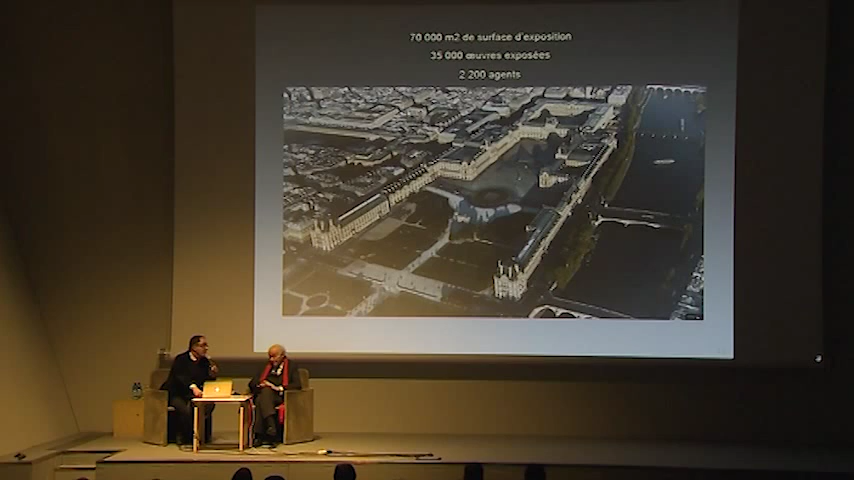 70 000 m2 de surface d'exposition
35 000 œuvres exposées
2 200 agents